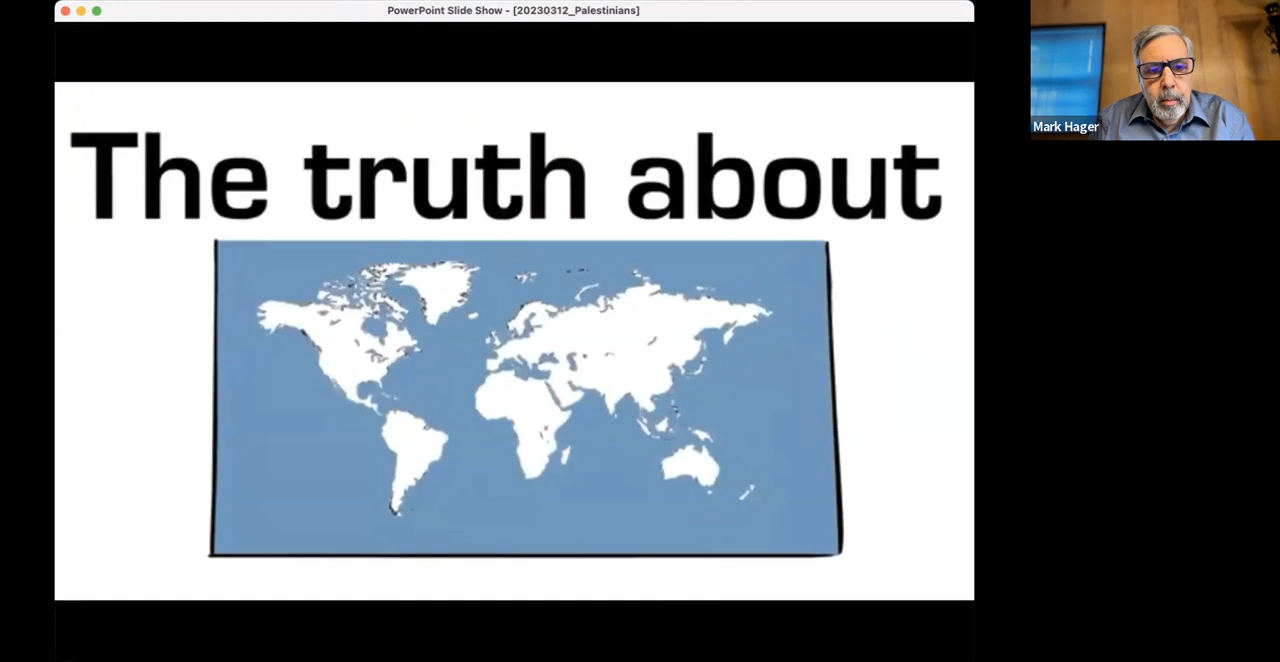 PowerPoint Slide Show - [20230312_Palestinians]
The truth about
Mark Hager